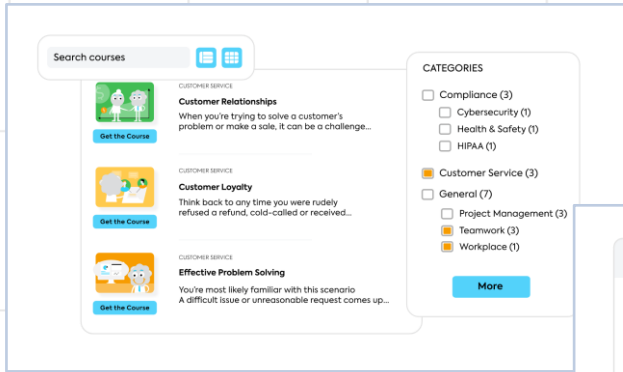 Search courses
CUSTOMER SERVICE
Customer Relationships
When you're trying to solve a customer's
problem or make a sale, it can be a challenge...
Get the Course
CUSTOMER SERVICE
Customer Loyalty
Think back to any time you were rudely
refused a refund, cold-called or received...
Get the Course
CUSTOMER SERVICE
Effective Problem Solving
You're most likely familiar with this scenario
A difficult issue or unreasonable request comes up...
Get the Course
CATEGORIES
Compliance (3)
Cybersecurity (1)
Health & Safety (1)
HIPAA (1)
Customer Service (3)
General (7)
Project Management (3)
Teamwork (3)
Workplace (1)
More